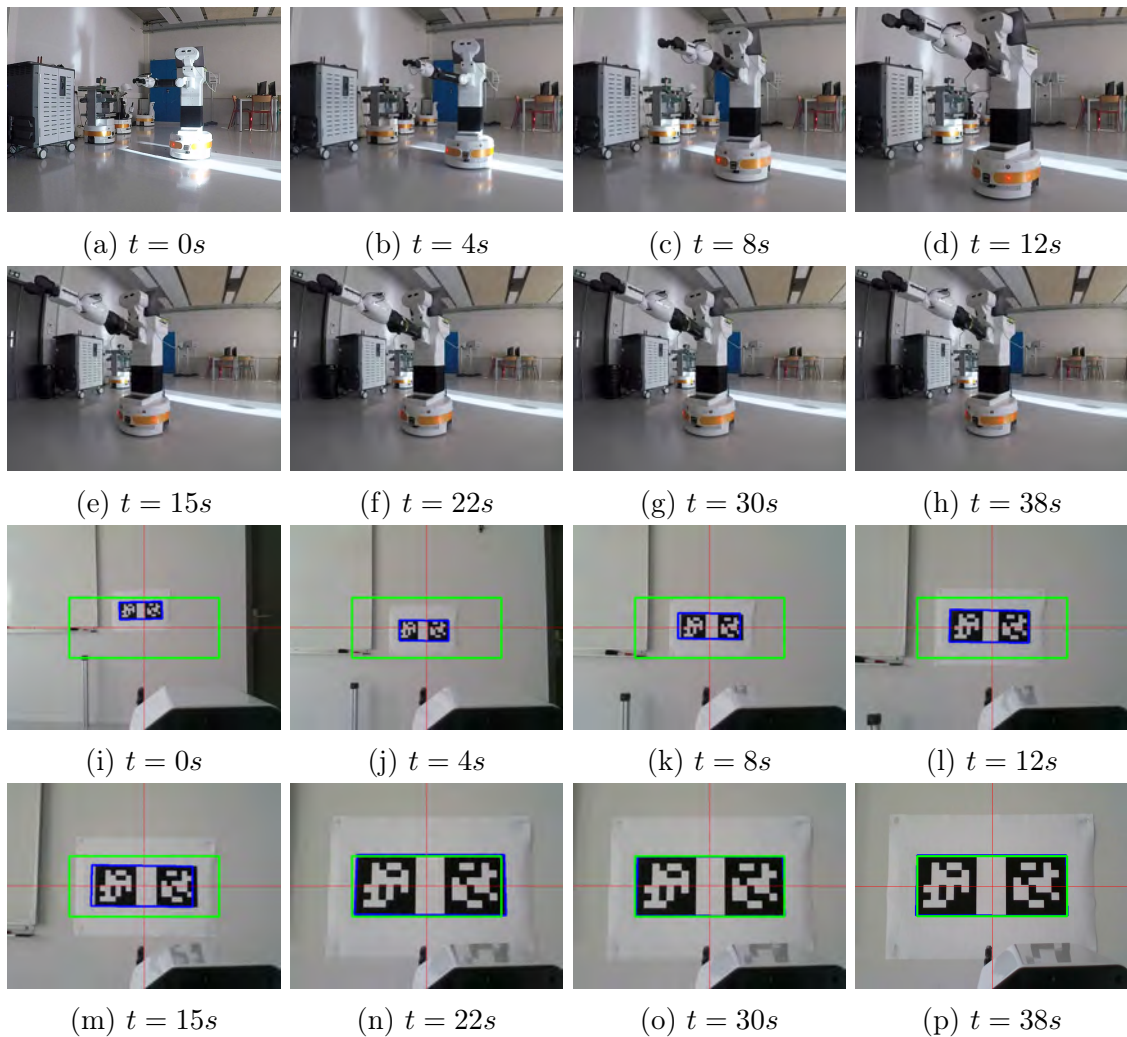 (a) t = 0s (b) t = 4s (c) t = 8s (d) t = 12s
(e) t = 15s (f) t = 22s (g) t = 30s (h) t = 38s
(i) t = 0s (j) t = 4s (k) t = 8s (l) t = 12s
(m) t = 15s (n) t = 22s (o) t = 30s (p) t = 38s